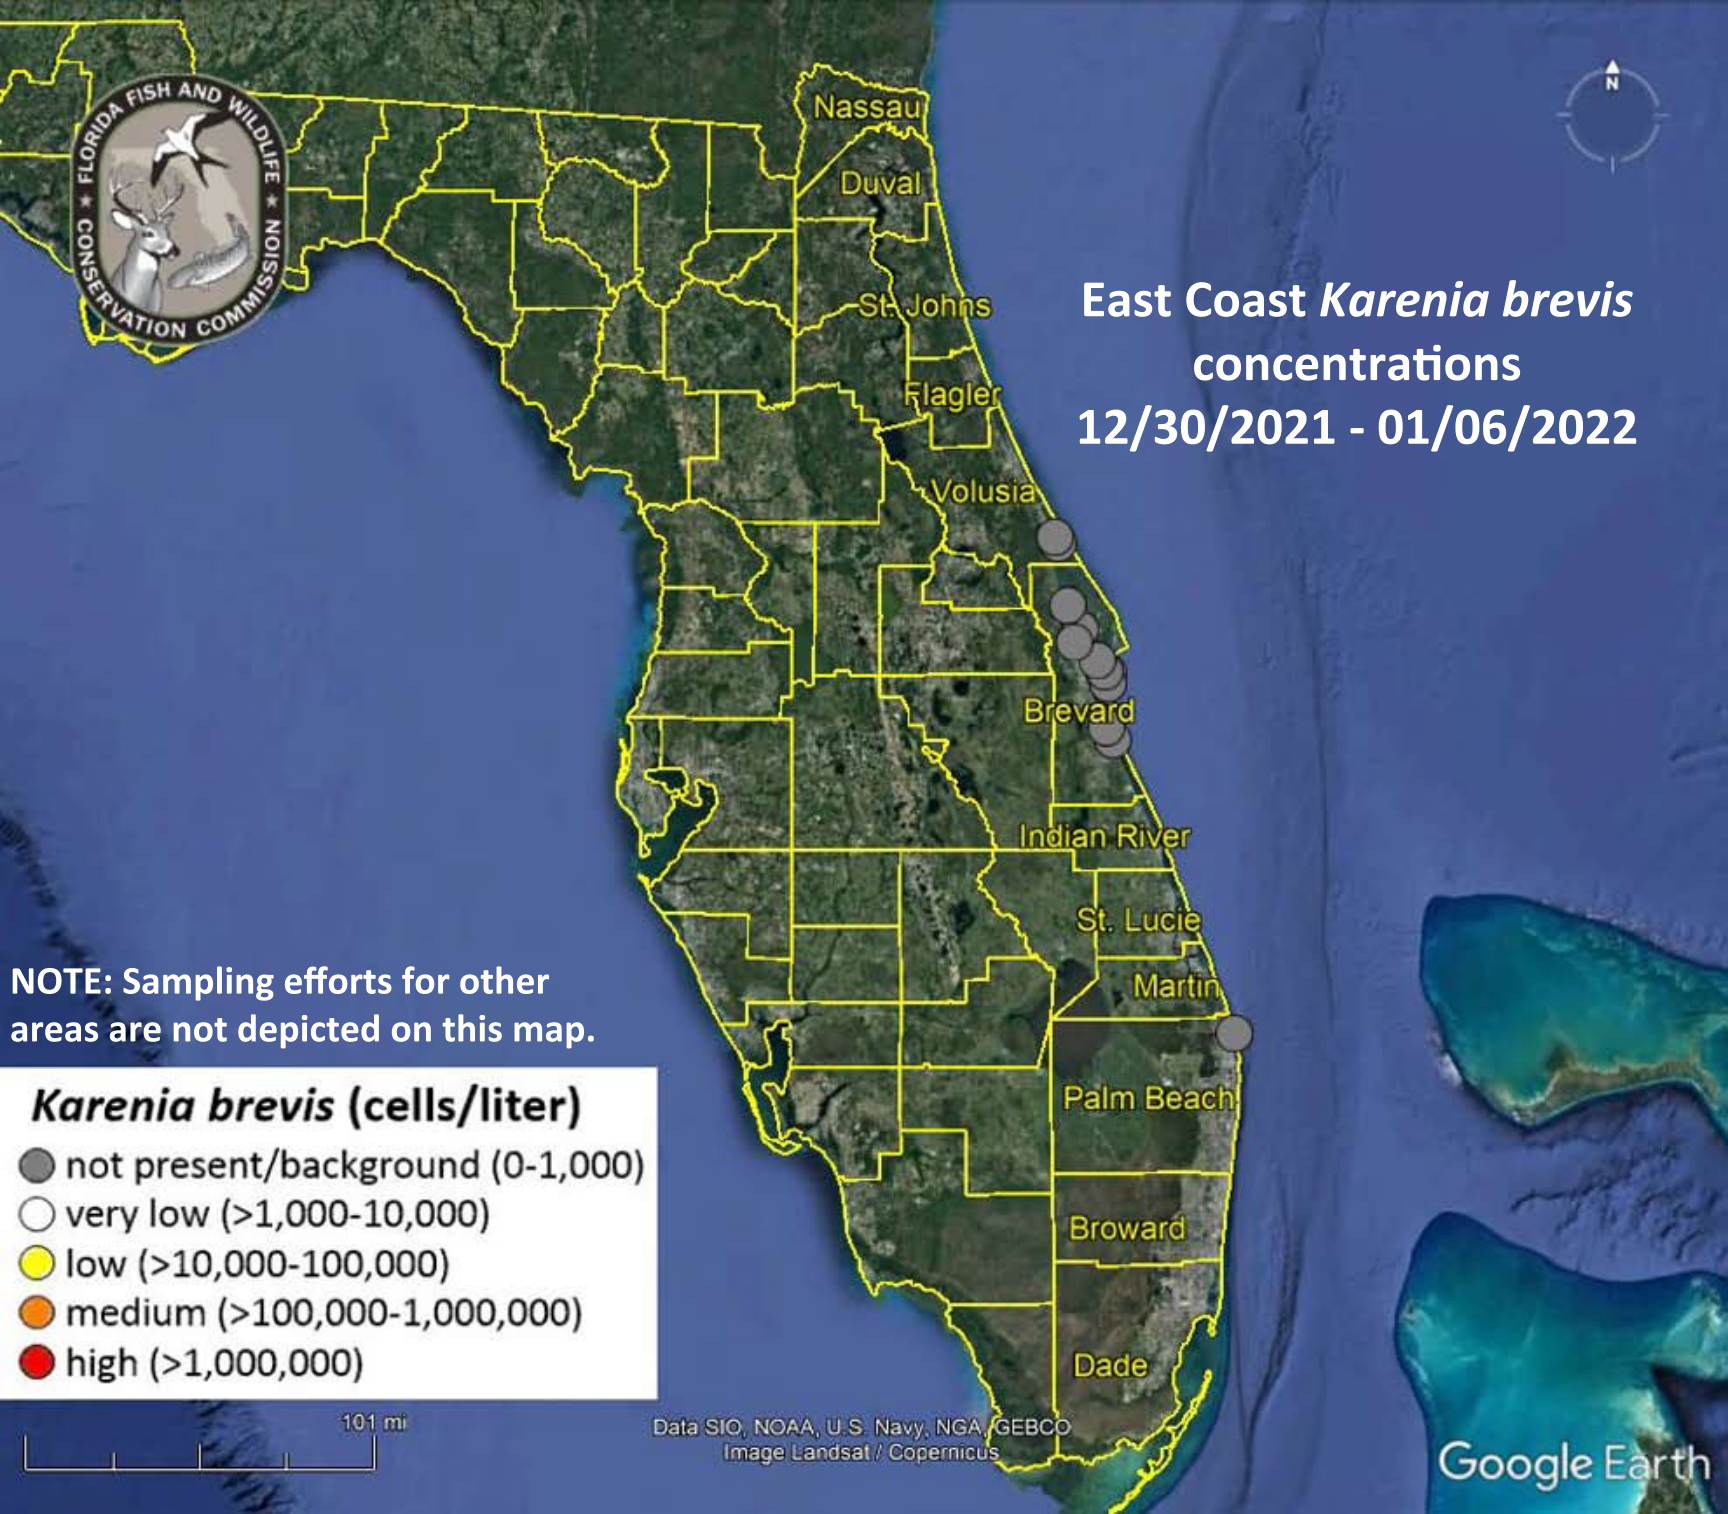 FLORIDA FISH AND WILDLIFE
CONSERVATION COMMISSION
N
Nassau
Duval
St. Johns
East Coast Karenia brevis
concentrations
12/30/2021 - 01/06/2022
Flagler
Volusia
Brevard
Indian River
St. Lucie
Martin
NOTE: Sampling efforts for other
areas are not depicted on this map.
Palm Beach
Karenia brevis (cells/liter)
not present/background (0-1,000)
very low (>1,000-10,000)
low (>10,000-100,000)
medium (>100,000-1,000,000)
high (>1,000,000)
Broward
Dade
101 mi
Data SIO, NOAA, U.S. Navy, NGA, GEBCO
Image Landsat / Copernicus
Google Earth